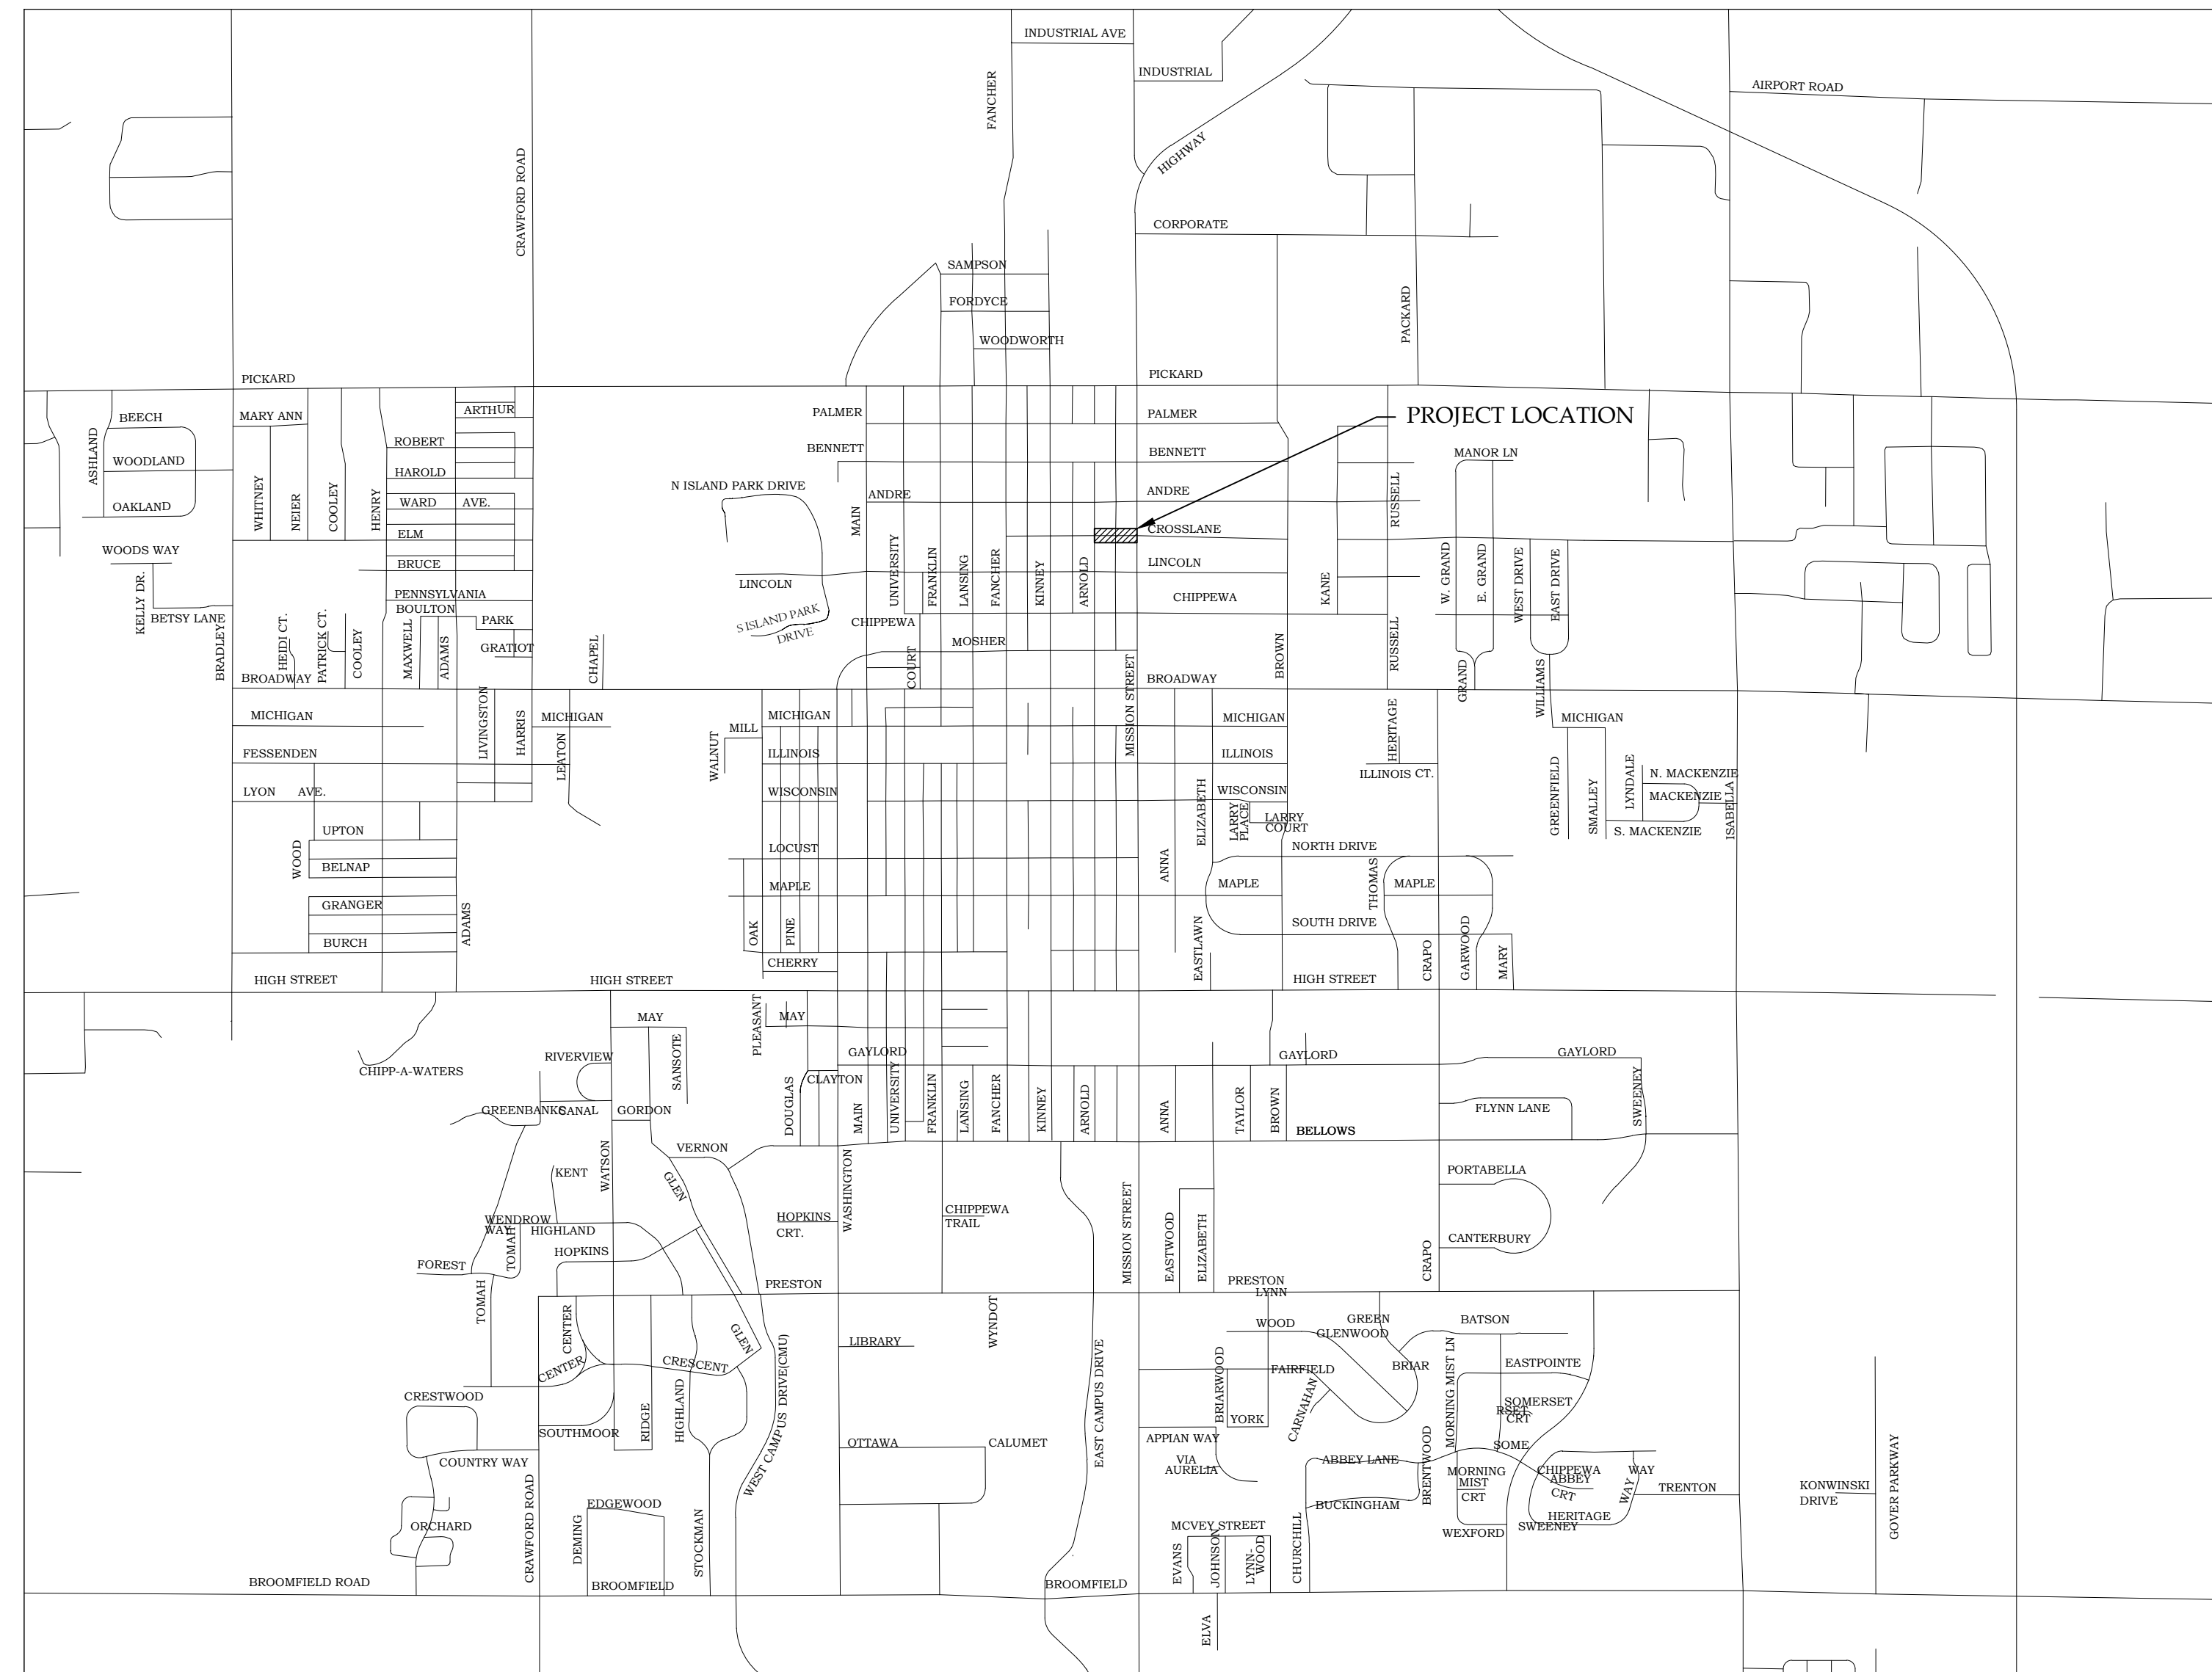 INDUSTRIAL AVE
INDUSTRIAL
FANCHER
AIRPORT ROAD
HIGHWAY
CRAWFORD ROAD
CORPORATE
SAMPSON
FORDYCE
PACKARD
WOODWORTH
PICKARD
PICKARD
BEECH
MARY ANN
ARTHUR
PALMER
PALMER
PROJECT LOCATION
ASHLAND
ROBERT
BENNETT
BENNETT
MANOR LN
WOODLAND
HAROLD
N ISLAND PARK DRIVE
ANDRE
ANDRE
RUSSELL
OAKLAND
WHITNEY
NEIER
COOLEY
HENRY
WARD AVE.
MAIN
CROSSLANE
ELM
WOODS WAY
BRUCE
LINCOLN
UNIVERSITY
FRANKLIN
LANSING
FANCHER
KINNEY
ARNOLD
LINCOLN
KANE
W. GRAND
E. GRAND
WEST DRIVE
EAST DRIVE
KELLY DR.
BETSY LANE
PENNSYLVANIA
BOULTON
PARK
S ISLAND PARK
DRIVE
CHIPPEWA
CHIPPEWA
BRADLEY
HEIDI CT.
PATRICK CT.
COOLEY
MAXWELL
ADAMS
GRATIOT
CHAPEL
COURT
MOSHER
MISSION STREET
BROWN
RUSSELL
GRAND
WILLIAMS
BROADWAY
BROADWAY
MICHIGAN
LIVINGSTON
HARRIS
MICHIGAN
MILL
MICHIGAN
MICHIGAN
HERITAGE
MICHIGAN
FESSENDEN
LEATON
WALNUT
ILLINOIS
ILLINOIS
ILLINOIS CT.
GREENFIELD
SMALLEY
LYNDALE
N. MACKENZIE
MACKENZIE
S. MACKENZIE
ISABELLA
LYON AVE.
WISCONSIN
ELIZABETH
WISCONSIN
LARRY
PLACE
LARRY
COURT
UPTON
WOOD
LOCUST
NORTH DRIVE
BELNAP
MAPLE
ANNA
MAPLE
THOMAS
MAPLE
GRANGER
ADAMS
OAK
PINE
EASTLAWN
SOUTH DRIVE
CRAPO
GARWOOD
MARY
BURCH
CHERRY
HIGH STREET
HIGH STREET
HIGH STREET
MAY
PLEASANT
MAY
RIVERVIEW
SANSOTE
GAYLORD
GAYLORD
GAYLORD
CHIPP-A-WATERS
CLAYTON
DOUGLAS
MAIN
UNIVERSITY
FRANKLIN
LANSING
FANCHER
KINNEY
ARNOLD
ANNA
TAYLOR
BROWN
SWEENEY
GREENBANKS
CANAL
GORDON
FLYNN LANE
BELLOWS
VERNON
KENT
WATSON
GLEN
WASHINGTON
MISSION STREET
PORTABELLA
WENDROW
WAY
TOMAH
HIGHLAND
HOPKINS
CRT.
CHIPPEWA
TRAIL
EASTWOOD
ELIZABETH
CRAPO
CANTERBURY
HOPKINS
FOREST
TOMAH
PRESTON
PRESTON
LYNN
CENTER
GLEN
LIBRARY
WYNDOT
WOOD
GREEN
GLENWOOD
BATSON
CENTER
CRESCENT
WEST CAMPUS DRIVE(CMU)
EAST CAMPUS DRIVE
BRIARWOOD
FAIRFIELD
BRIAR
MORNING MIST LN
EASTPOINTE
CRESTWOOD
RIDGE
HIGHLAND
YORK
CARNAHAN
SOMERSET
RSET
CRT
SOUTHMOOR
OTTAWA
CALUMET
APPIAN WAY
SOME
COUNTRY WAY
VIA
AURELIA
ABBEY LANE
BRENTWOOD
MORNING
MIST
CRT
CHIPPEWA
WAY
ABBEY
CRT
WAY
TRENTON
KONWINSKI
DRIVE
GOVER PARKWAY
EDGEWOOD
BUCKINGHAM
HERITAGE
ORCHARD
CRAWFORD ROAD
DEMING
STOCKMAN
MCVEY STREET
WEXFORD
SWEENEY
EVANS
JOHNSON
LYNN-
WOOD
CHURCHILL
BROOMFIELD ROAD
BROOMFIELD
BROOMFIELD
ELVA